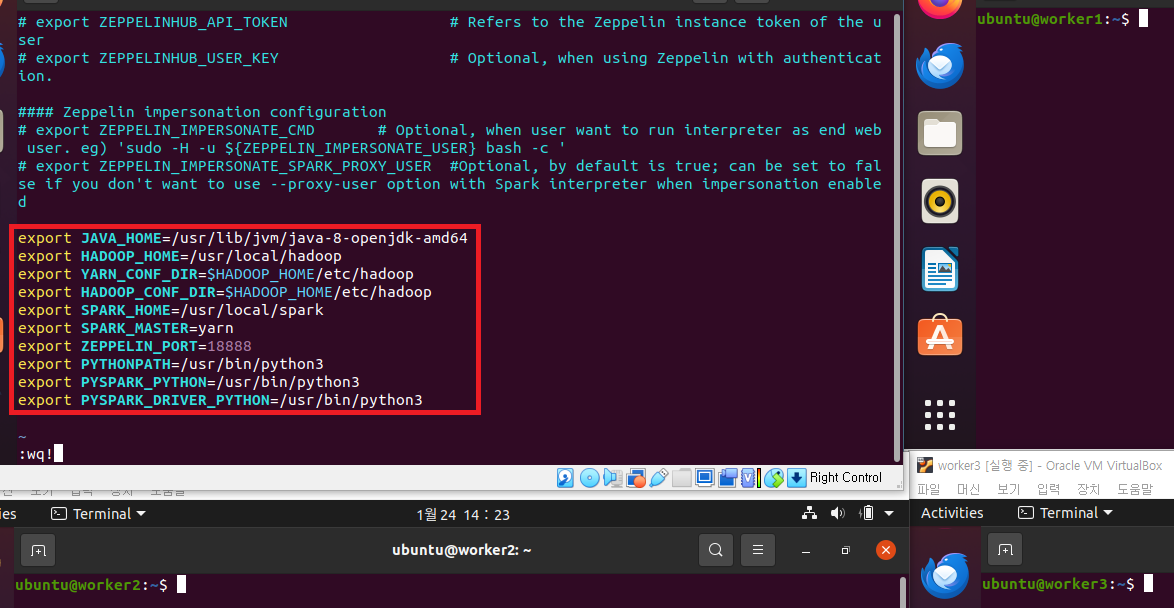 # export ZEPPELINHUB_API_TOKEN                  # Refers to the Zeppelin instance token of the u
ser
# export ZEPPELINHUB_USER_KEY                   # Optional, when using Zeppelin with authenticat
ion.
#### Zeppelin impersonation configuration
# export ZEPPELIN_IMPERSONATE_CMD       # Optional, when user want to run interpreter as end web
 user. eg) 'sudo -H -u ${ZEPPELIN_IMPERSONATE_USER} bash -c '
# export ZEPPELIN_IMPERSONATE_SPARK_PROXY_USER  #Optional, by default is true; can be set to fal
se if you don't want to use --proxy-user option with Spark interpreter when impersonation enable
d
export JAVA_HOME=/usr/lib/jvm/java-8-openjdk-amd64
export HADOOP_HOME=/usr/local/hadoop
export YARN_CONF_DIR=$HADOOP_HOME/etc/hadoop
export HADOOP_CONF_DIR=$HADOOP_HOME/etc/hadoop
export SPARK_HOME=/usr/local/spark
export SPARK_MASTER=yarn
export ZEPPELIN_PORT=18888
export PYTHONPATH=/usr/bin/python3
export PYSPARK_PYTHON=/usr/bin/python3
export PYSPARK_DRIVER_PYTHON=/usr/bin/python3
~
:wq!
Right Control
ubuntu@worker1:~$
Terminal
1월 24 14 : 23
ubuntu@worker2: ~
ubuntu@worker2:~$
worker3 [실행 중] - Oracle VM VirtualBox
파일 머신 보기 입력 장치 도움말
Activities
Terminal
ubuntu@worker3:~$